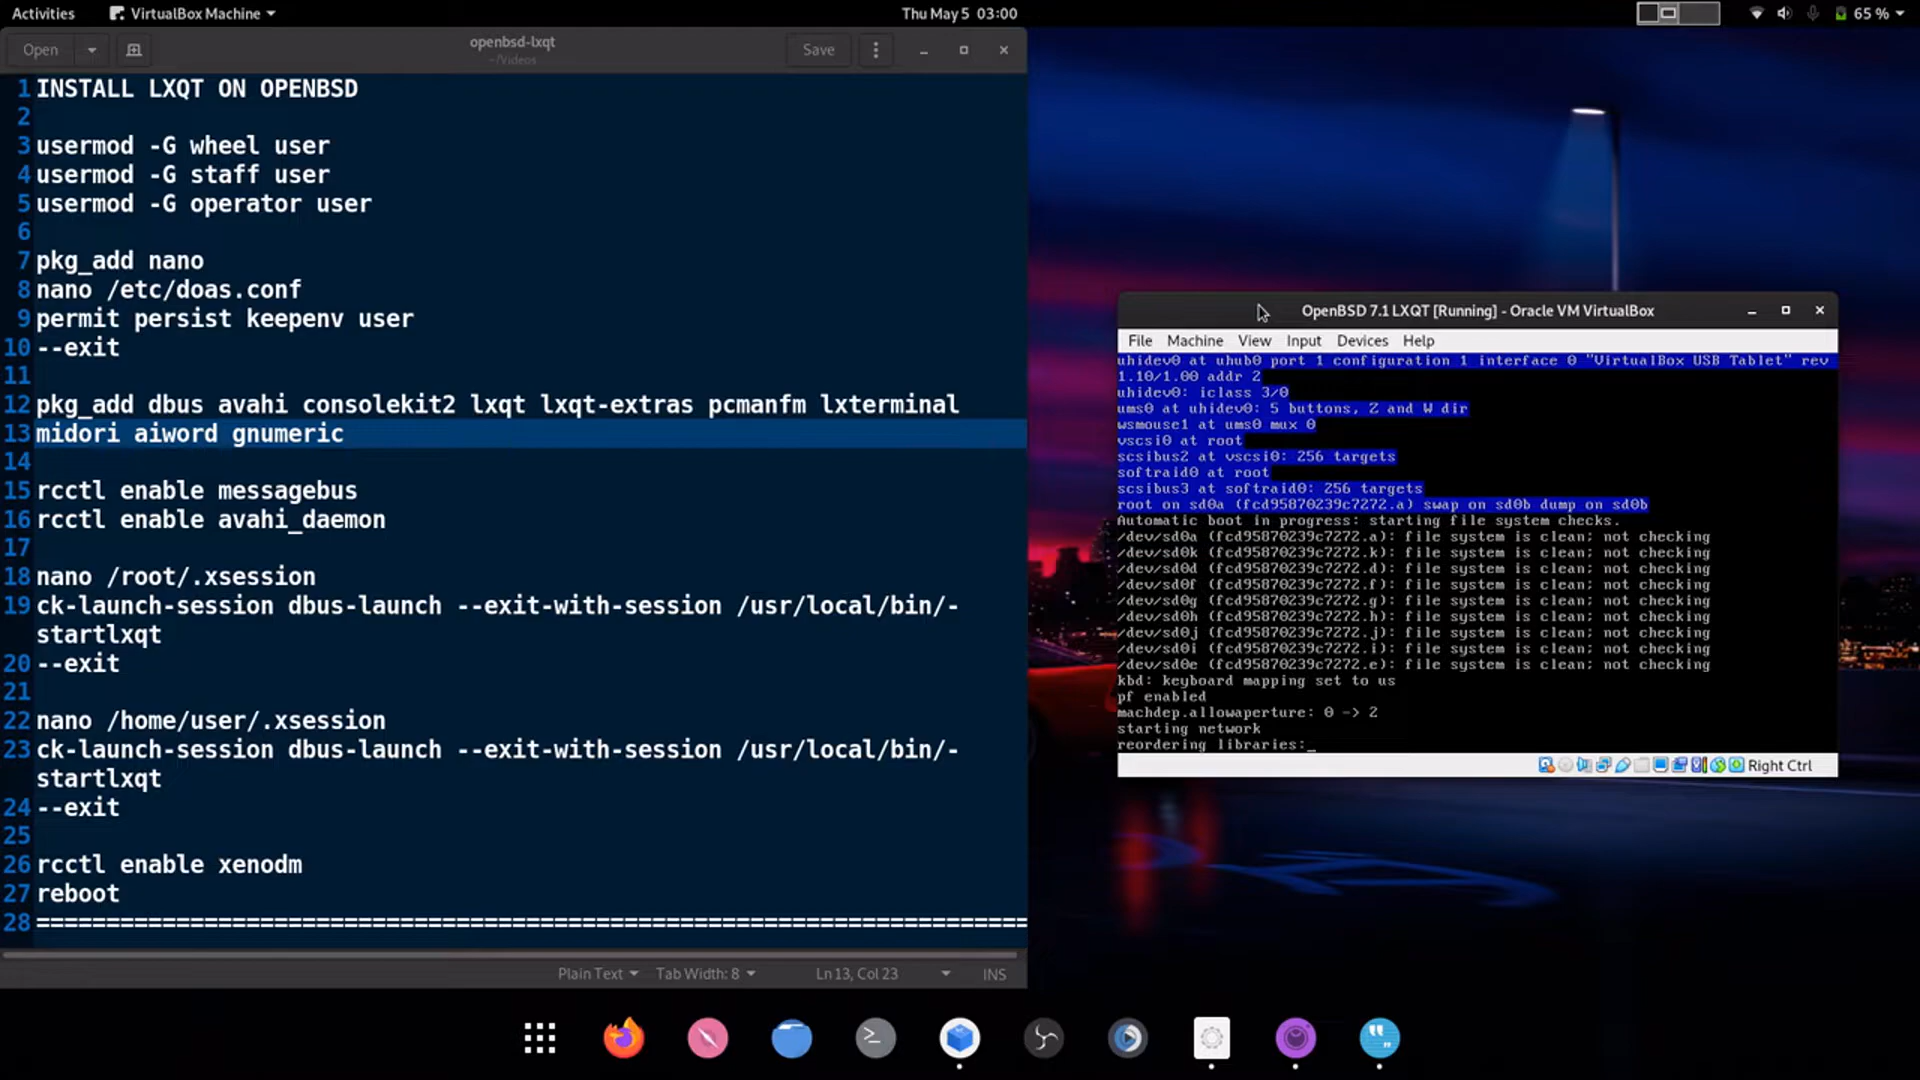 Activities
VirtualBox Machine
Thu May 5 03:00
65 %
Open
openbsd-lxqt
~/Videos
Save
1 INSTALL LXQT ON OPENBSD
2
3 usermod -G wheel user
4 usermod -G staff user
5 usermod -G operator user
6
7 pkg_add nano
8 nano /etc/doas.conf
9 permit persist keepenv user
10 --exit
11
12 pkg_add dbus avahi consolekit2 lxqt lxqt-extras pcmanfm lxterminal
13 midori aiword gnumeric
14
15 rcctl enable messagebus
16 rcctl enable avahi_daemon
17
18 nano /root/.xsession
19 ck-launch-session dbus-launch --exit-with-session /usr/local/bin/-
startlxqt
20 --exit
21
22 nano /home/user/.xsession
23 ck-launch-session dbus-launch --exit-with-session /usr/local/bin/-
startlxqt
24 --exit
25
26 rcctl enable xenodm
27 reboot
28 =======================================================================
Plain Text
Tab Width: 8
Ln 13, Col 23
INS
OpenBSD 7.1 LXQT [Running] - Oracle VM VirtualBox
File Machine View Input Devices Help
uhidev0 at uhub0 port 1 configuration 1 interface 0 "VirtualBox USB Tablet" rev
1.10/1.00 addr 2
uhidev0: iclass 3/0
ums0 at uhidev0: 5 buttons, Z and W dir
wsmouse1 at ums0 mux 0
vscsi0 at root
scsibus2 at vscsi0: 256 targets
softraid0 at root
scsibus3 at softraid0: 256 targets
root on sd0a (fcd95870239c7272.a) swap on sd0b dump on sd0b
Automatic boot in progress: starting file system checks.
/dev/sd0a (fcd95870239c7272.a): file system is clean; not checking
/dev/sd0k (fcd95870239c7272.k): file system is clean; not checking
/dev/sd0d (fcd95870239c7272.d): file system is clean; not checking
/dev/sd0f (fcd95870239c7272.f): file system is clean; not checking
/dev/sd0g (fcd95870239c7272.g): file system is clean; not checking
/dev/sd0h (fcd95870239c7272.h): file system is clean; not checking
/dev/sd0j (fcd95870239c7272.j): file system is clean; not checking
/dev/sd0i (fcd95870239c7272.i): file system is clean; not checking
/dev/sd0e (fcd95870239c7272.e): file system is clean; not checking
kbd: keyboard mapping set to us
pf enabled
machdep.allowaperture: 0 -> 2
starting network
reordering libraries:_
Right Ctrl